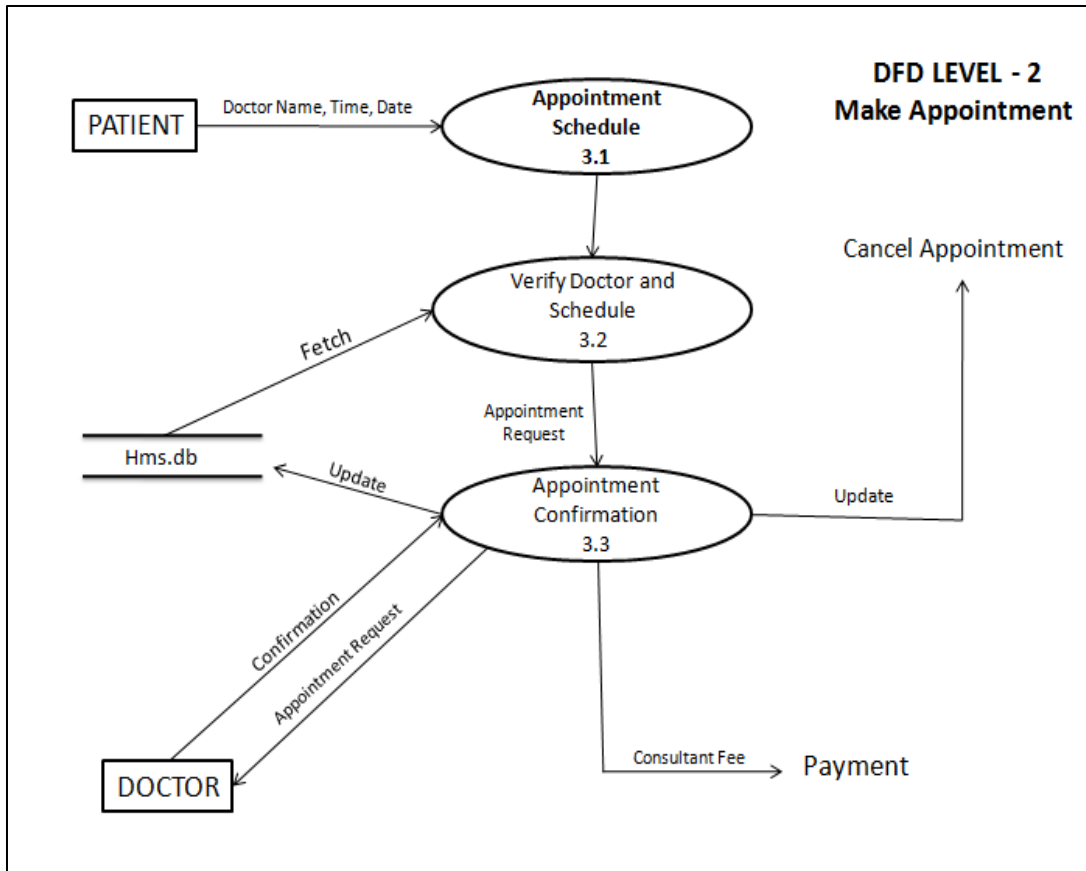 DFD LEVEL - 2
Make Appointment
PATIENT
Doctor Name, Time, Date
Appointment
Schedule
3.1
Cancel Appointment
Verify Doctor and
Schedule
3.2
Fetch
Appointment
Request
Hms.db
Update
Appointment
Confirmation
3.3
Update
Confirmation
Appointment Request
DOCTOR
Consultant Fee
Payment